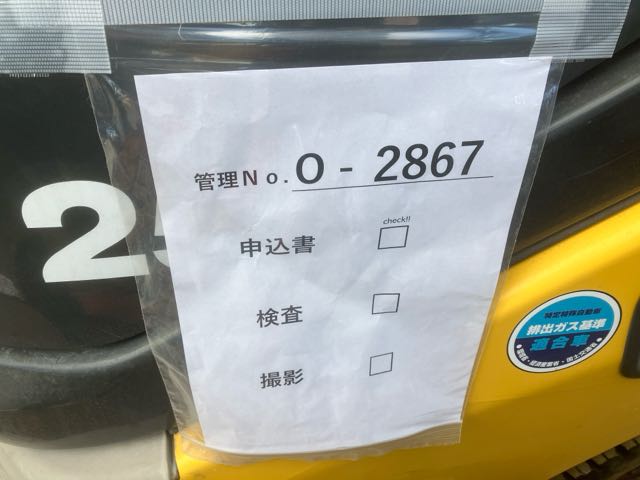 管理No. O - 2867
check!!
申込書 □
検査 □
撮影 □
25
特定特殊自動車
排出ガス基準
適合車